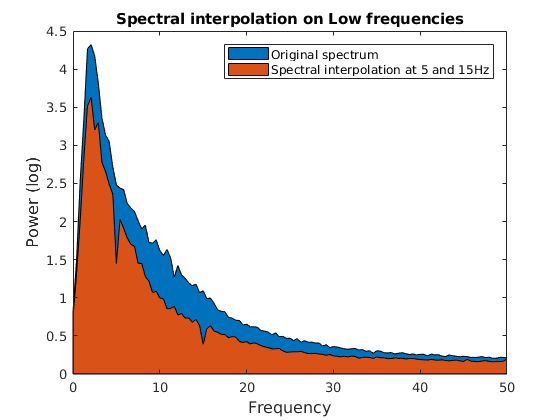 Spectral interpolation on Low frequencies
Original spectrum
Spectral interpolation at 5 and 15Hz
Power (log)
4.5
4
3.5
3
2.5
2
1.5
1
0.5
0
0 10 20 30 40 50
Frequency